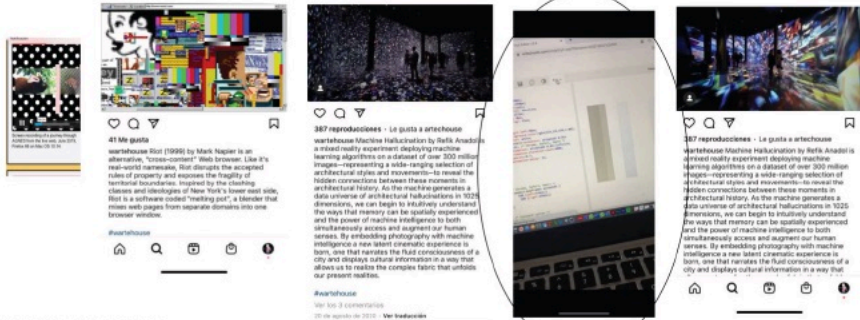 41 Me gusta
wartehouse Riot (1999) by Mark Napier is an
alternative, "cross-content" Web browser. Like it's
real-world namesake, Riot disrupts the accepted
rules of property and exposes the fragility of
territorial boundaries. Inspired by the clashing
classes and ideologies of New York's lower east side,
Riot is a software coded "melting pot", a blender that
mixes web pages from separate domains into one
browser window.
#wartehouse
387 reproducciones · Le gusta a artechouse
wartehouse Machine Hallucination by Refik Anadol is
a mixed reality experiment deploying machine
learning algorithms on a dataset of over 300 million
images—representing a wide-ranging selection of
architectural styles and movements—to reveal the
hidden connections between these moments in
architectural history. As the machine generates a
data universe of architectural hallucinations in 1025
dimensions, we can begin to intuitively understand
the ways that memory can be spatially experienced
and the power of machine intelligence to both
simultaneously access and augment our human
senses. By embedding photography with machine
intelligence a new latent cinematic experience is
born, one that narrates the fluid consciousness of a
city and displays cultural information in a way that
allows us to realize the complex fabric that unfolds
our present realites.
#wartehouse
Ver los 3 comentarios
Ver traducción
387 reproducciones · Le gusta a artechouse
wartehouse Machine Hallucination by Refik Anadol is
a mixed reality experiment deploying machine
learning algorithms on a dataset of over 300 million
images—representing a wide-ranging selection of
architectural styles and movements—to reveal the
hidden connections between these moments in
architectural history. As the machine generates a
data universe of architectural hallucinations in 1025
dimensions, we can begin to intuitively understand
the ways that memory can be spatially experienced
and the power of machine intelligence to both
simultaneously access and augment our human
senses. By embedding photography with machine
intelligence a new latent cinematic experience is
born, one that narrates the fluid consciousness of a
city and displays cultural information in a way that